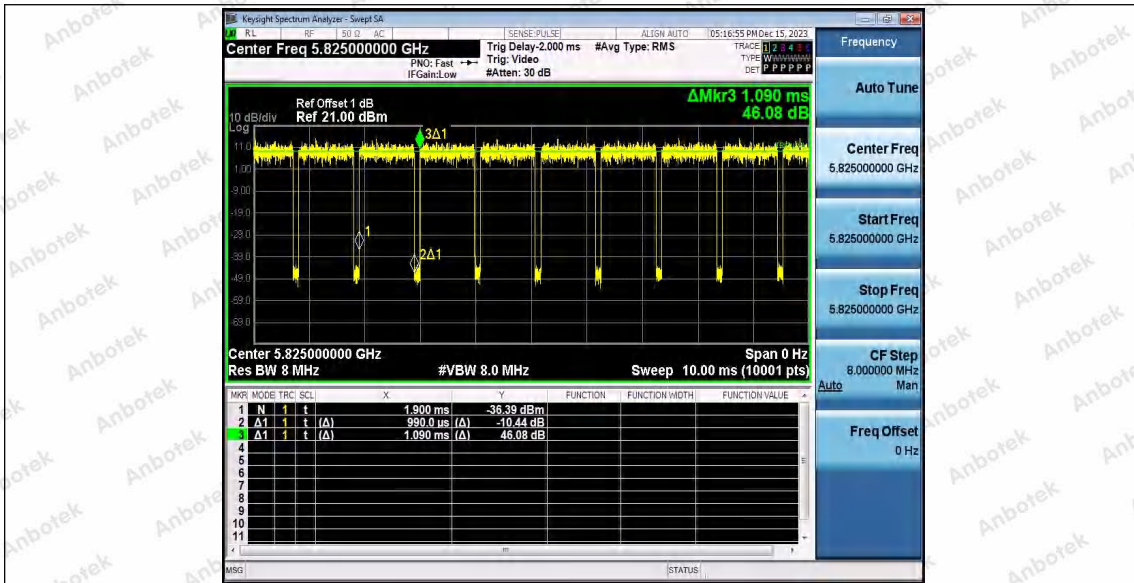 Keysight Spectrum Analyzer - Swept SA
RL RF 50 Ω AC SENSE:PULSE ALIGN AUTO 05:16:55 PM Dec 15, 2023
Center Freq 5.825000000 GHz Trig Delay-2.000 ms #Avg Type: RMS TRACE 1 2 3 4 5 6
PNO: Fast Trig: Video TYPE WWWWWW
IFGain:Low #Atten: 30 dB DET P P P P P P
ΔMkr3 1.090 ms
46.08 dB
Ref Offset 1 dB
10 dB/div Ref 21.00 dBm
Log
11.0
1.00
-9.00
-19.0
-29.0
-39.0
-49.0
-59.0
-69.0
3Δ1
1
2Δ1
Center 5.825000000 GHz Span 0 Hz
Res BW 8 MHz #VBW 8.0 MHz Sweep 10.00 ms (10001 pts)
MKR MODE TRC SCL X Y FUNCTION FUNCTION WIDTH FUNCTION VALUE
1 N 1 t 1.900 ms -36.39 dBm
2 Δ1 1 t (Δ) 990.0 us (Δ) -10.44 dB
3 Δ1 1 t (Δ) 1.090 ms (Δ) 46.08 dB
4
5
6
7
8
9
10
11
MSG STATUS
Frequency
Auto Tune
Center Freq
5.825000000 GHz
Start Freq
5.825000000 GHz
Stop Freq
5.825000000 GHz
CF Step
8.000000 MHz
Auto Man
Freq Offset
0 Hz
Anbotek